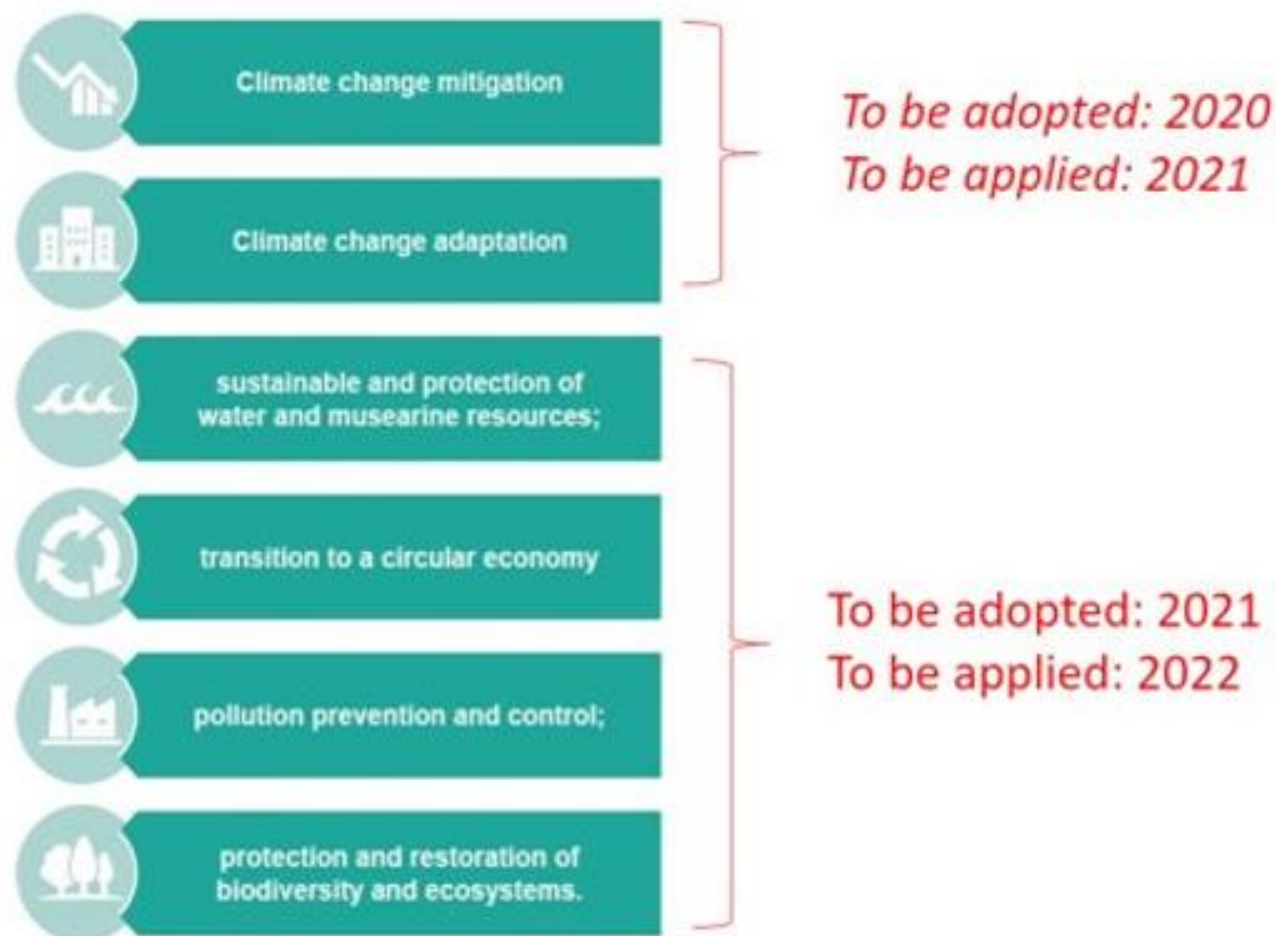 Climate change mitigation
To be adopted: 2020
To be applied: 2021
Climate change adaptation
sustainable and protection of
water and musearine resources;
transition to a circular economy
To be adopted: 2021
To be applied: 2022
pollution prevention and control;
protection and restoration of
biodiversity and ecosystems.